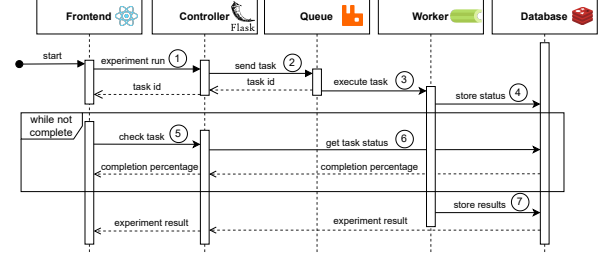 Frontend
Controller
Flask
Queue
Worker
Database
start
experiment run 1
send task 2
task id
task id
execute task 3
store status 4
while not
complete
check task 5
get task status 6
completion percentage
completion percentage
store results 7
experiment result
experiment result